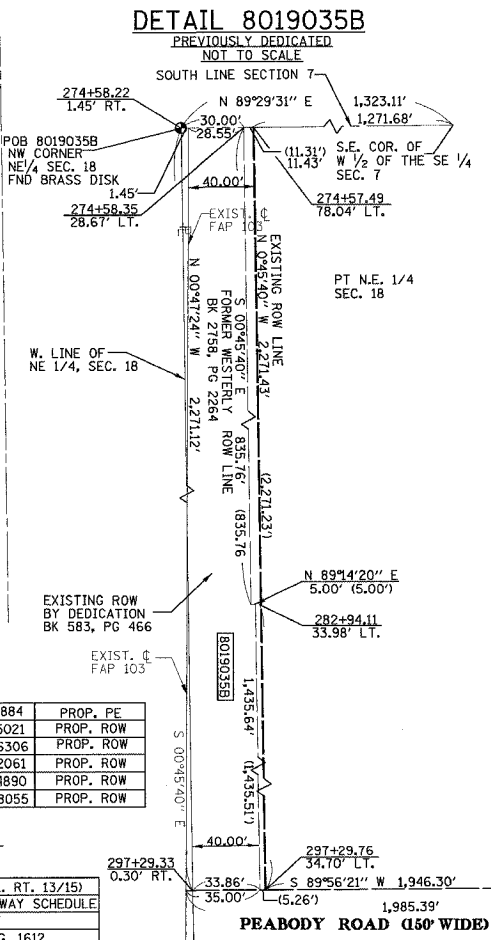 DETAIL 8019035B
PREVIOUSLY DEDICATED
NOT TO SCALE
SOUTH LINE SECTION 7
274+58.22
1.45' RT.
N 89°29'31" E
1,323.11'
30.00'
28.55'
1,271.68'
POB 8019035B
NW CORNER
NE¼ SEC. 18
FND BRASS DISK
1.45'
(11.31')
11.43'
S.E. COR. OF
W ½ OF THE SE ¼
SEC. 7
40.00'
274+58.35
28.67' LT.
274+57.49
78.04' LT.
EXIST. ℄
FAP 103
PT N.E. 1/4
SEC. 18
EXISTING ROW LINE
N 0°45'40" W 2,271.43'
(2,271.23')
S 00°45'40" E 835.76'
FORMER WESTERLY ROW LINE
BK 2758, PG 2264
(835.76
N 00°47'24" W 2,271.12'
W. LINE OF
NE 1/4, SEC. 18
N 89°14'20" E
5.00' (5.00')
282+94.11
33.98' LT.
EXISTING ROW
BY DEDICATION
BK 583, PG 466
EXIST. ℄
FAP 103
8019035B
1,435.64'
(1,435.51')
S 00°45'40" E
884 PROP. PE
5021 PROP. ROW
6306 PROP. ROW
2061 PROP. ROW
4890 PROP. ROW
8055 PROP. ROW
40.00'
297+29.33
0.30' RT.
297+29.76
34.70' LT.
. RT. 13/15)
WAY SCHEDULE
G 1612
33.86'
35.00'
(5.26')
S 89°56'21" W 1,946.30'
1,985.39'
PEABODY ROAD (150' WIDE)